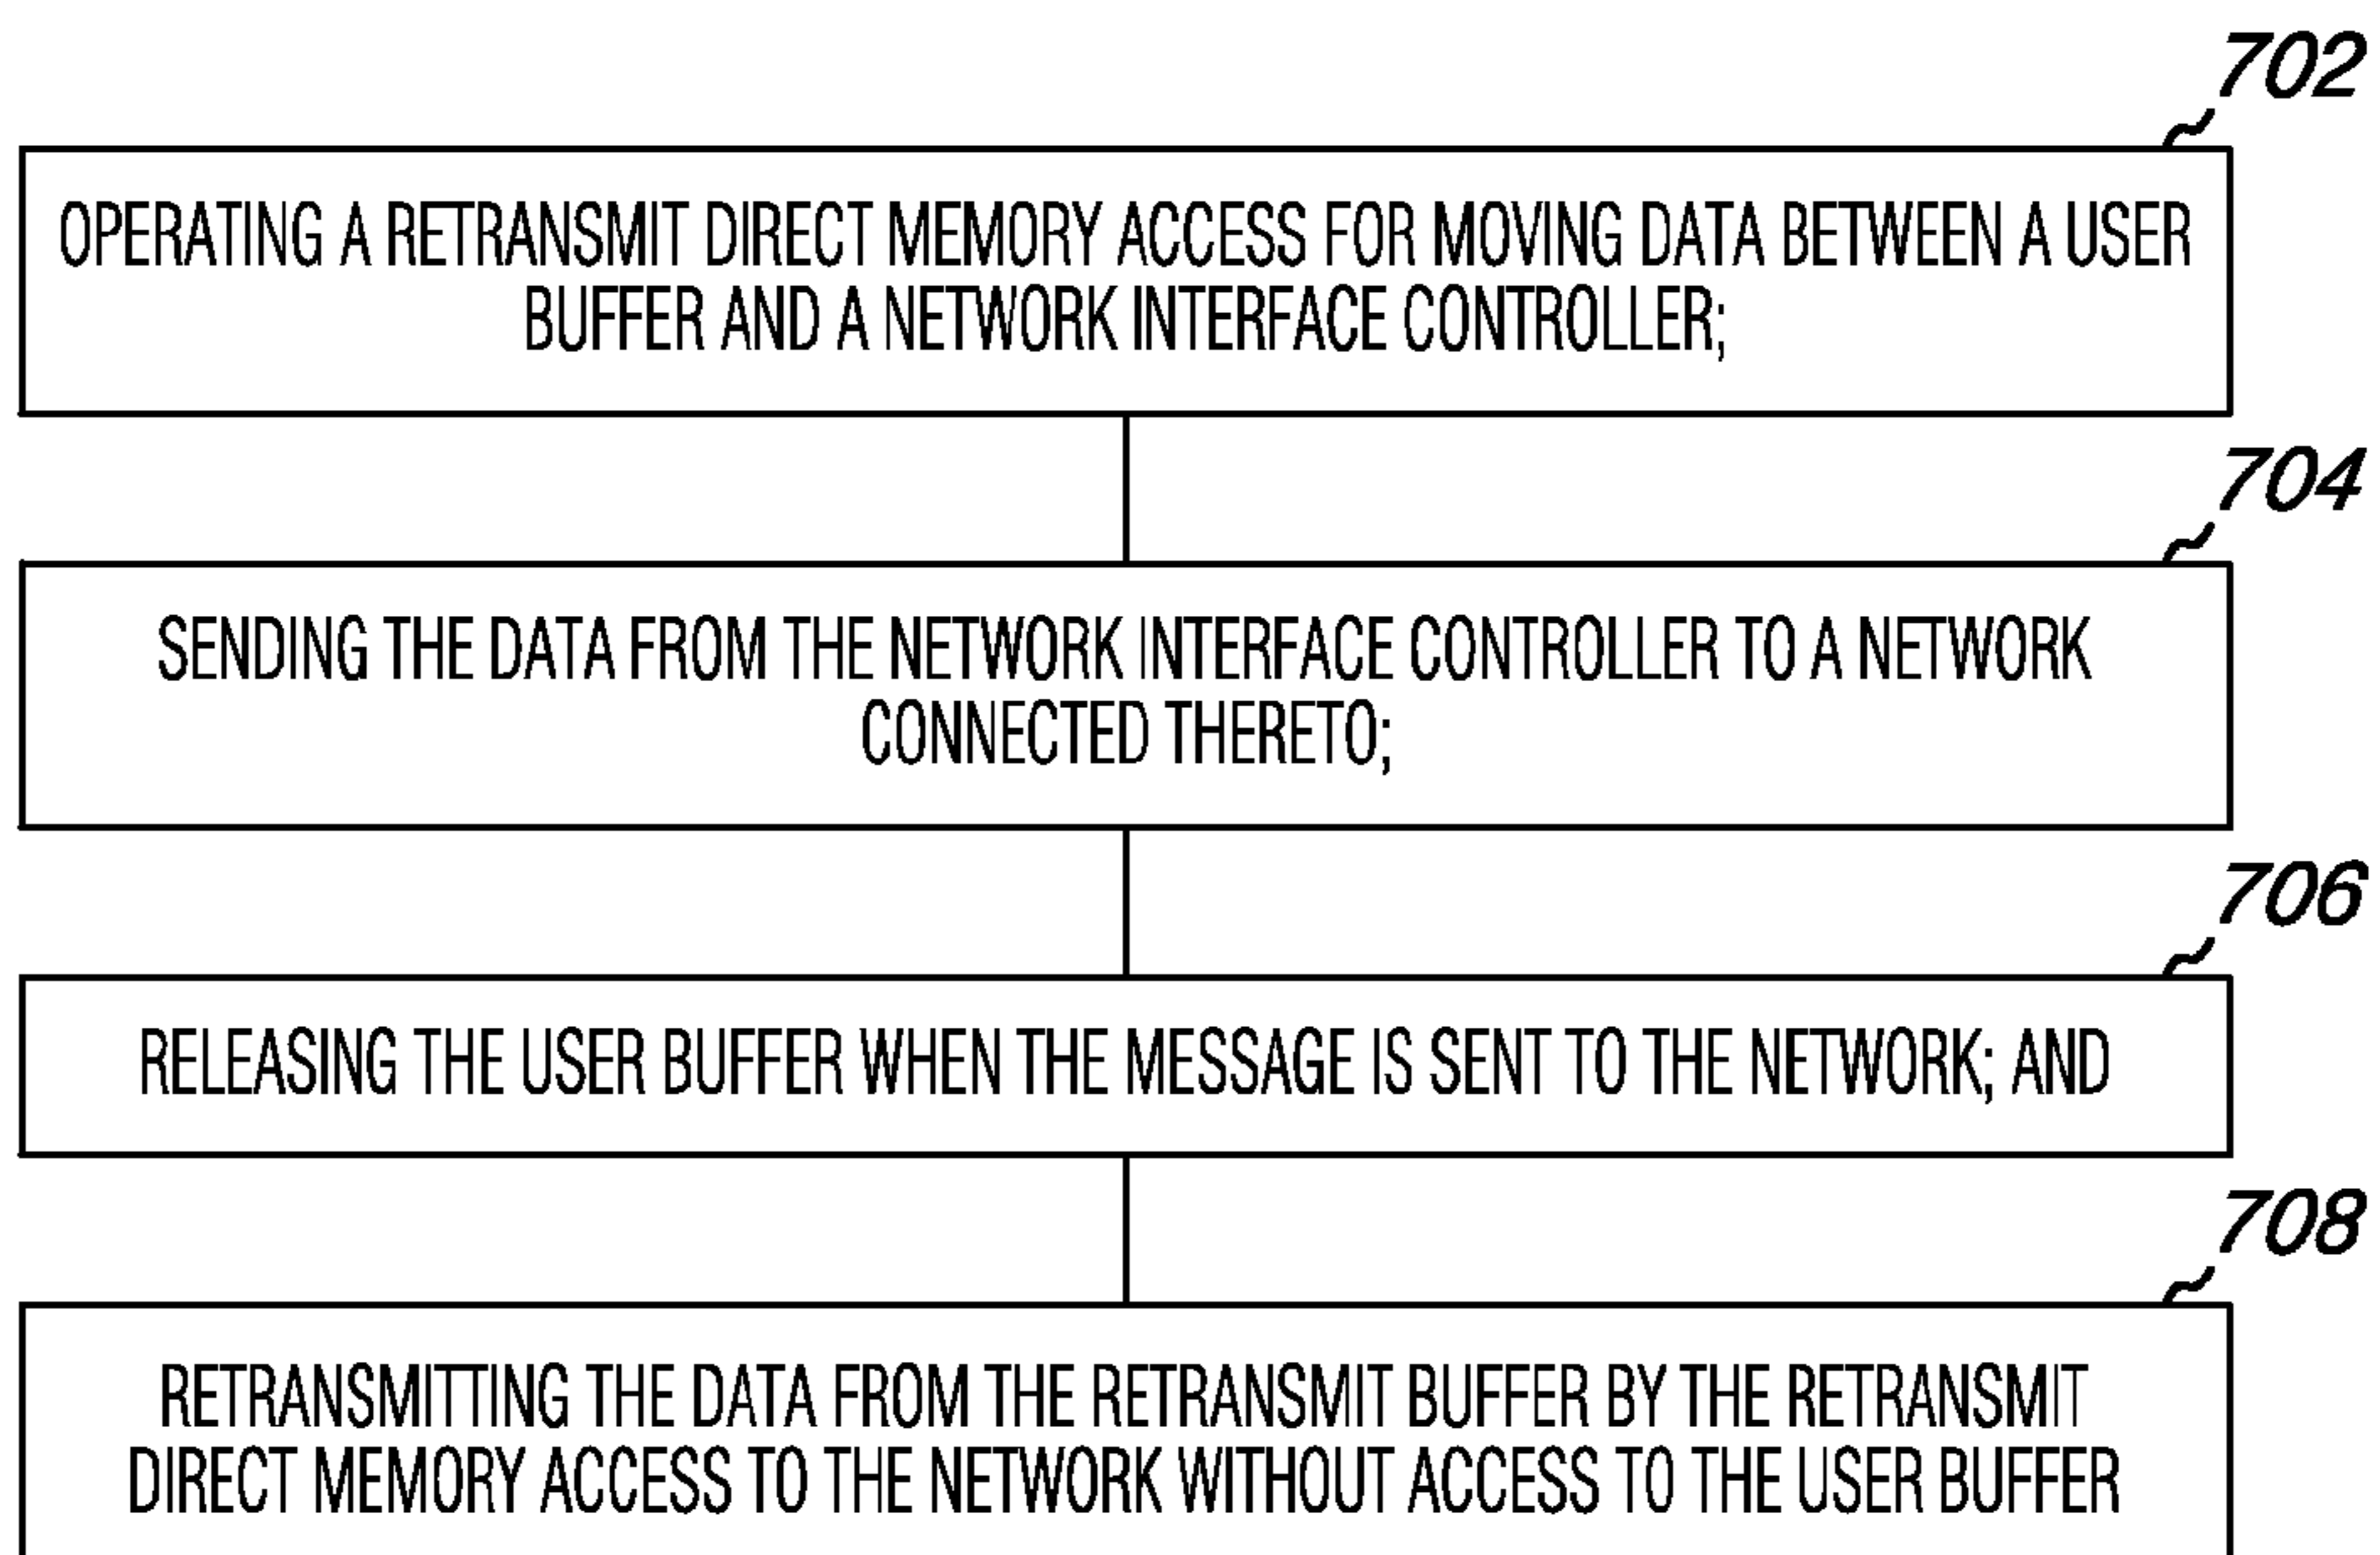 702
OPERATING A RETRANSMIT DIRECT MEMORY ACCESS FOR MOVING DATA BETWEEN A USER
BUFFER AND A NETWORK INTERFACE CONTROLLER;
704
SENDING THE DATA FROM THE NETWORK INTERFACE CONTROLLER TO A NETWORK
CONNECTED THERETO;
706
RELEASING THE USER BUFFER WHEN THE MESSAGE IS SENT TO THE NETWORK; AND
708
RETRANSMITTING THE DATA FROM THE RETRANSMIT BUFFER BY THE RETRANSMIT
DIRECT MEMORY ACCESS TO THE NETWORK WITHOUT ACCESS TO THE USER BUFFER